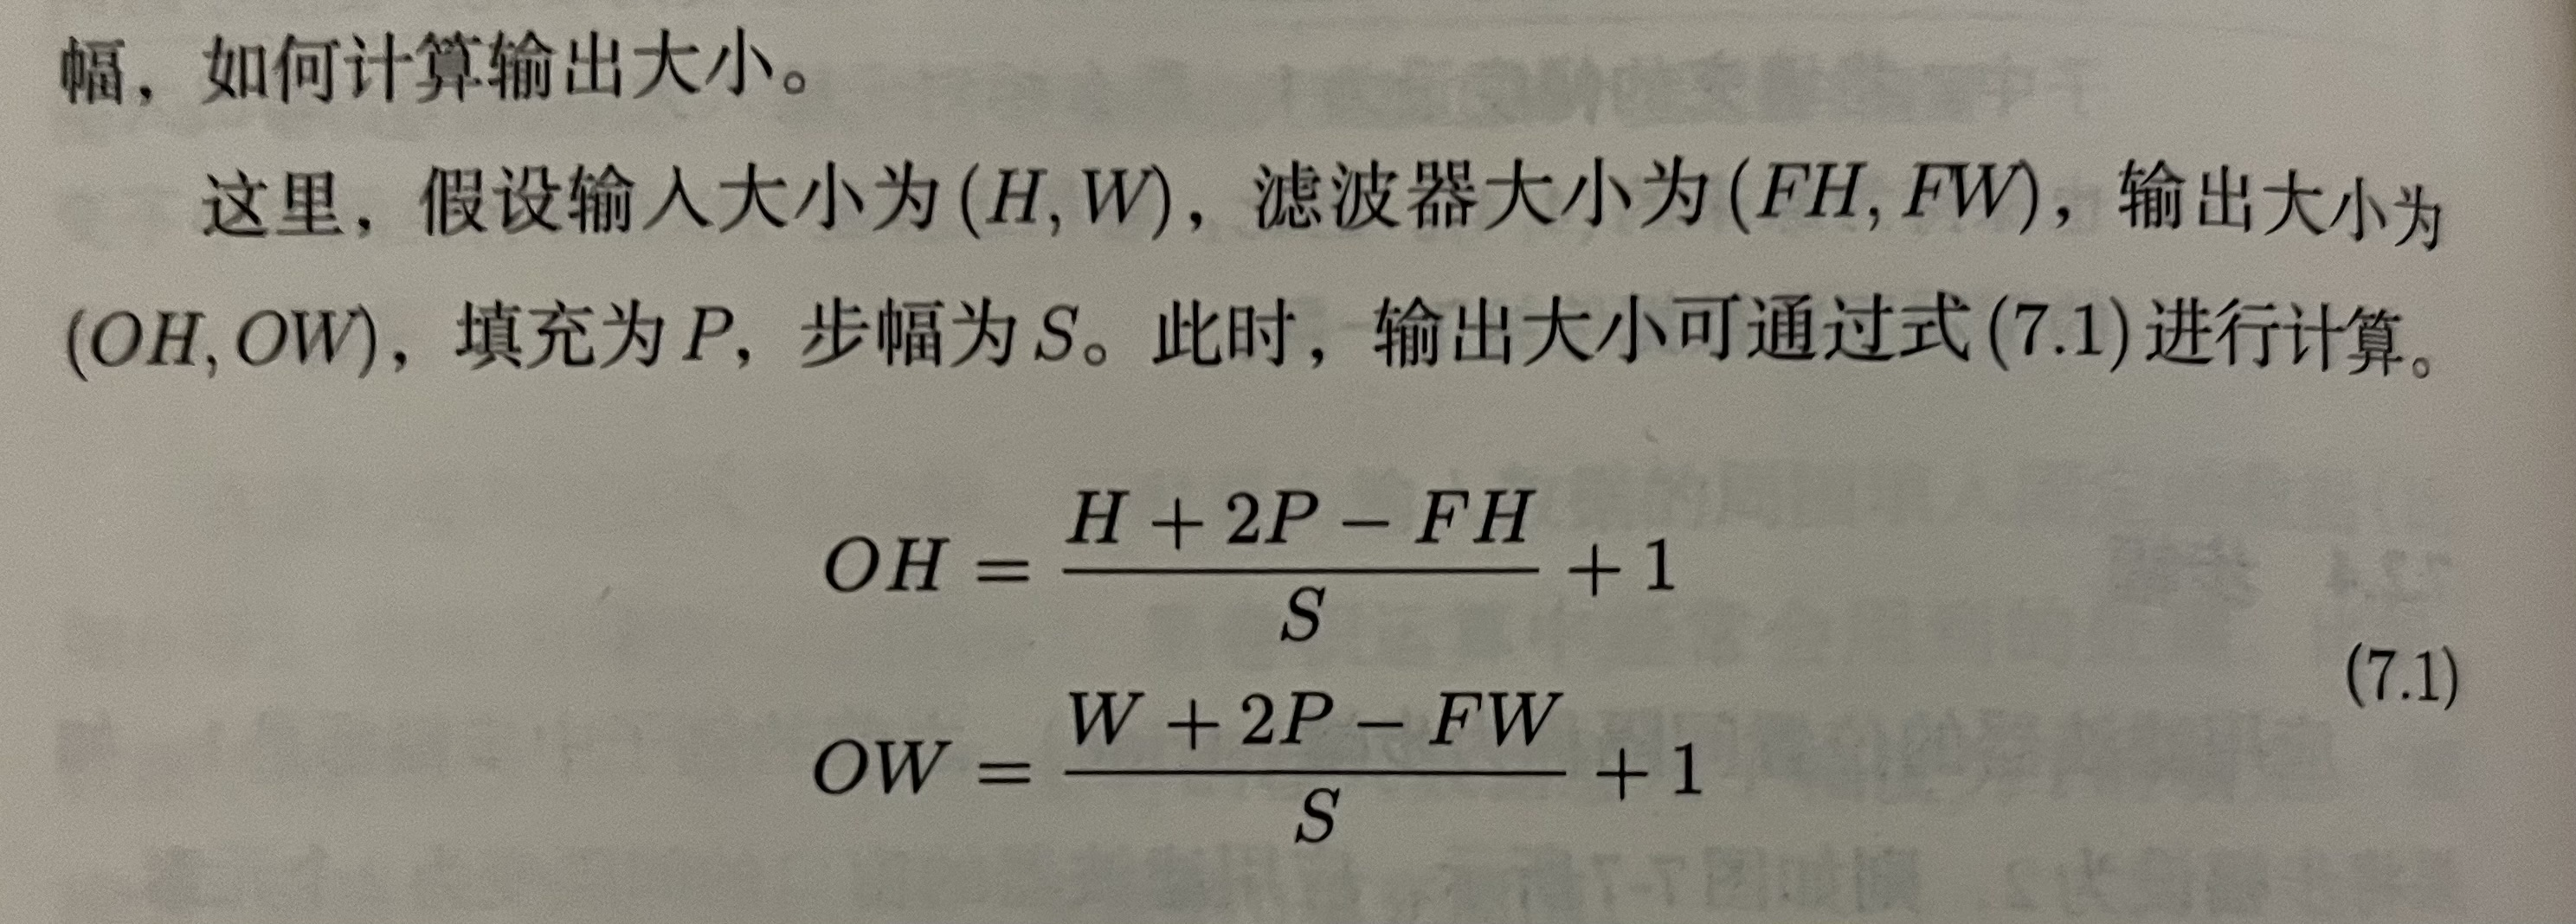 幅，如何计算输出大小。
这里，假设输入大小为(H, W)，滤波器大小为(FH, FW)，输出大小为
(OH, OW)，填充为P，步幅为S。此时，输出大小可通过式(7.1)进行计算。
OH = \frac{H + 2P - FH}{S} + 1
(7.1)
OW = \frac{W + 2P - FW}{S} + 1